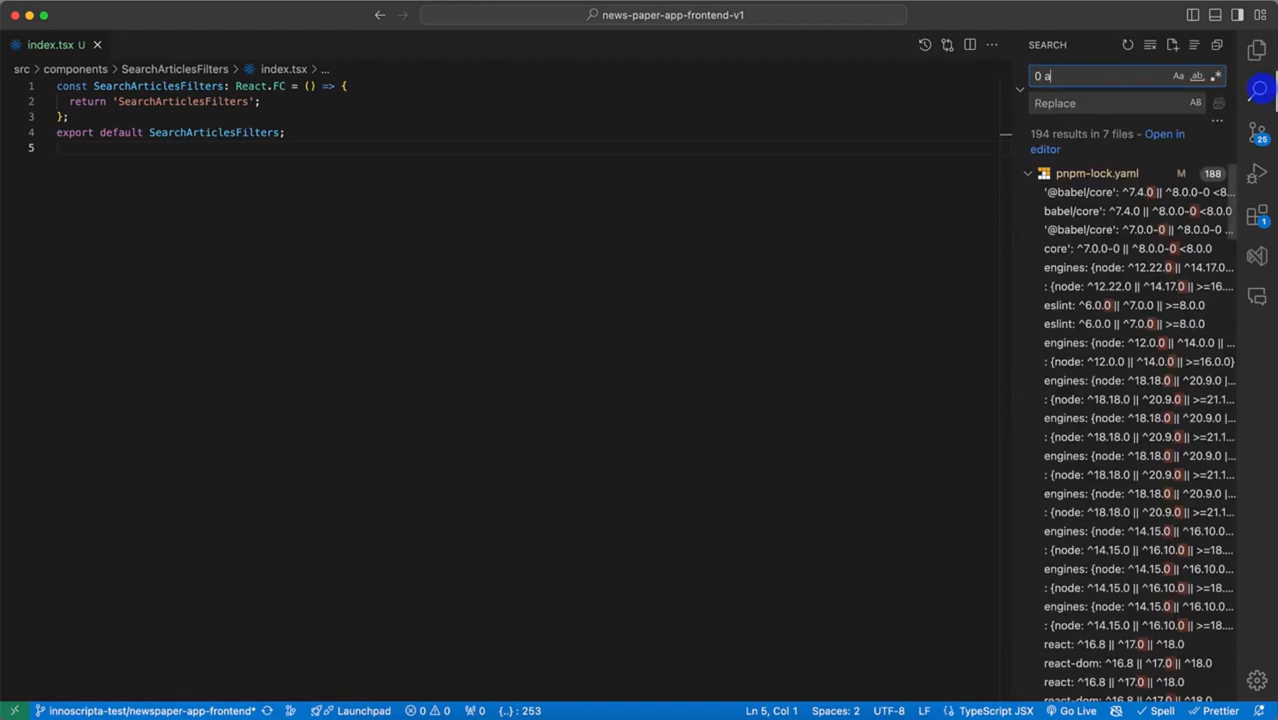 news-paper-app-frontend-v1
index.tsx U
src > components > SearchArticlesFilters > index.tsx > ...
1 const SearchArticlesFilters: React.FC = () => {
2 return 'SearchArticlesFilters';
3 };
4 export default SearchArticlesFilters;
5
SEARCH
0 a
Aa ab .*
Replace AB
194 results in 7 files - Open in
editor
pnpm-lock.yaml M 188
'@babel/core': ^7.4.0 || ^8.0.0-0 <8...
babel/core': ^7.4.0 || ^8.0.0-0 <8.0.0
'@babel/core': ^7.0.0-0 || ^8.0.0-0 ...
core': ^7.0.0-0 || ^8.0.0-0 <8.0.0
engines: {node: ^12.22.0 || ^14.17.0...
: {node: ^12.22.0 || ^14.17.0 || >=16....
eslint: ^6.0.0 || ^7.0.0 || >=8.0.0
eslint: ^6.0.0 || ^7.0.0 || >=8.0.0
engines: {node: ^12.0.0 || ^14.0.0 || ...
: {node: ^12.0.0 || ^14.0.0 || >=16.0.0}
engines: {node: ^18.18.0 || ^20.9.0 |...
: {node: ^18.18.0 || ^20.9.0 || >=21.1...
engines: {node: ^18.18.0 || ^20.9.0 |...
: {node: ^18.18.0 || ^20.9.0 || >=21.1...
engines: {node: ^18.18.0 || ^20.9.0 |...
: {node: ^18.18.0 || ^20.9.0 || >=21.1...
engines: {node: ^18.18.0 || ^20.9.0 |...
: {node: ^18.18.0 || ^20.9.0 || >=21.1...
engines: {node: ^14.15.0 || ^16.10.0...
: {node: ^14.15.0 || ^16.10.0 || >=18....
engines: {node: ^14.15.0 || ^16.10.0...
: {node: ^14.15.0 || ^16.10.0 || >=18....
engines: {node: ^14.15.0 || ^16.10.0...
: {node: ^14.15.0 || ^16.10.0 || >=18....
react: ^16.8 || ^17.0 || ^18.0
react-dom: ^16.8 || ^17.0 || ^18.0
react: ^16.8 || ^17.0 || ^18.0
react-dom: ^16.8 || ^17.0 || ^18.0
25
1
innoscripta-test/newspaper-app-frontend* Launchpad 0 0 0 {..} : 253 Ln 5, Col 1 Spaces: 2 UTF-8 LF {} TypeScript JSX Go Live Spell Prettier